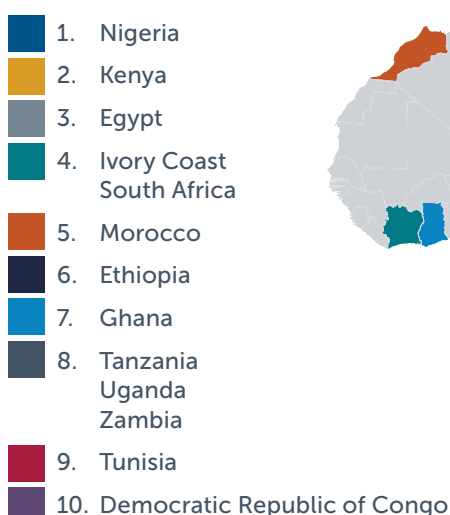 1. Nigeria
2. Kenya
3. Egypt
4. Ivory Coast
South Africa
5. Morocco
6. Ethiopia
7. Ghana
8. Tanzania
Uganda
Zambia
9. Tunisia
10. Democratic Republic of Congo